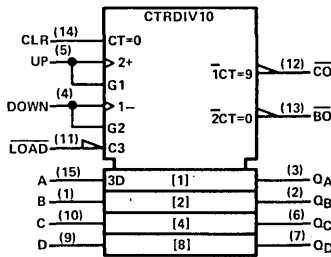 CTRDIV10
CLR (14) CT=0
UP (5) 2+
G1
1CT=9 (12) CO
DOWN (4) 1–
2CT=0 (13) BO
G2
LOAD (11) C3
A (15) 3D [1] (3) QA
B (1) [2] (2) QB
C (10) [4] (6) QC
D (9) [8] (7) QD